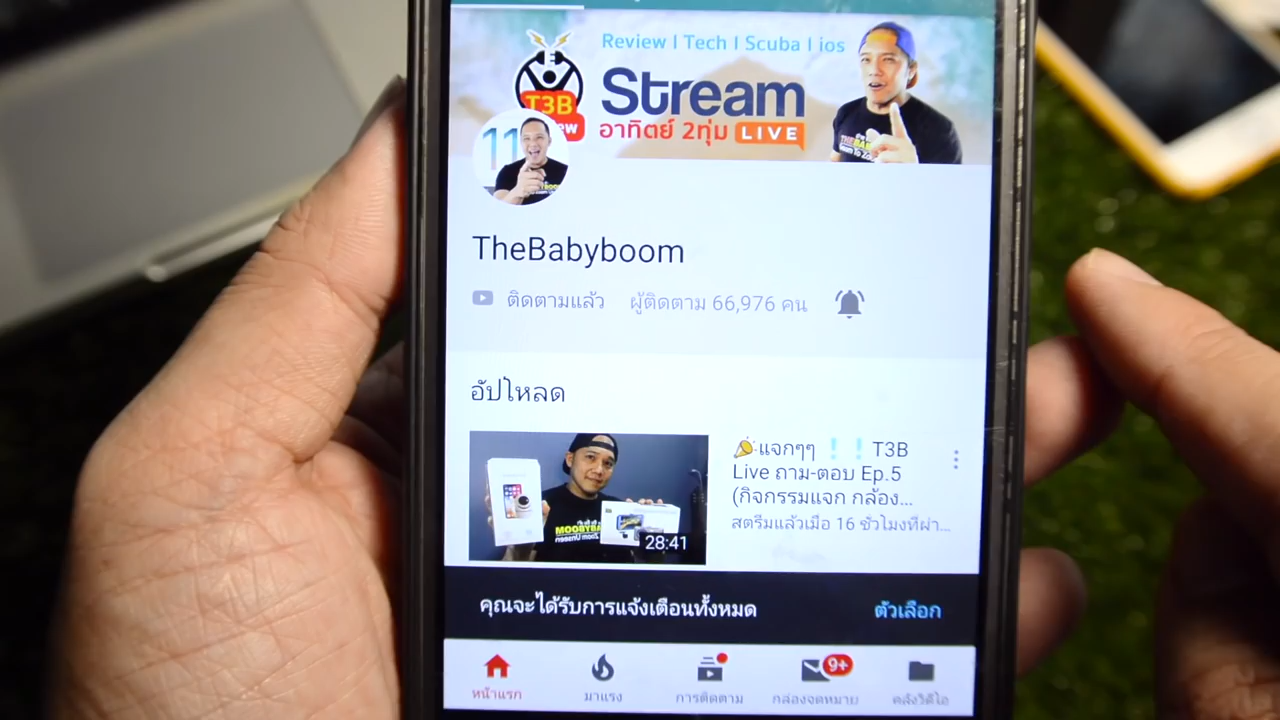 Review | Tech | Scuba | ios
T3B
Stream
อาทิตย์ 2ทุ่ม LIVE
11
TheBabyboom
ติดตามแล้ว ผู้ติดตาม 66,976 คน
อัปโหลด
แจกๆๆ ❕❕ T3B
Live ถาม-ตอบ Ep.5
(กิจกรรมแจก กล้อง...
สตรีมแล้วเมื่อ 16 ชั่วโมงที่ผ่า...
28:41
คุณจะได้รับการแจ้งเตือนทั้งหมด ตัวเลือก
9+
หน้าแรก มาแรง การติดตาม กล่องจดหมาย คลังวิดีโอ